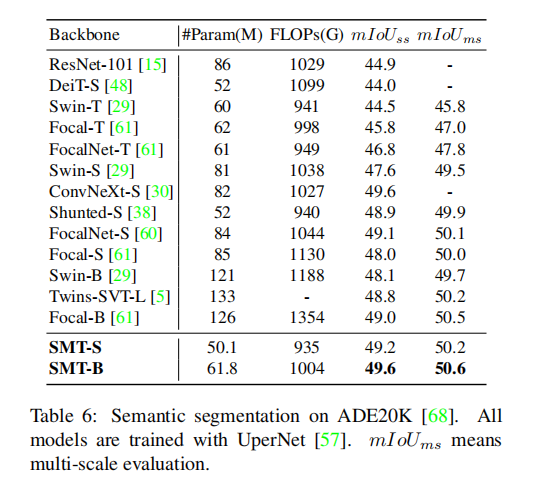 Backbone #Param(M) FLOPs(G) mIoU_ss mIoU_ms
ResNet-101 [15] 86 1029 44.9 -
DeiT-S [48] 52 1099 44.0 -
Swin-T [29] 60 941 44.5 45.8
Focal-T [61] 62 998 45.8 47.0
FocalNet-T [61] 61 949 46.8 47.8
Swin-S [29] 81 1038 47.6 49.5
ConvNeXt-S [30] 82 1027 49.6 -
Shunted-S [38] 52 940 48.9 49.9
FocalNet-S [60] 84 1044 49.1 50.1
Focal-S [61] 85 1130 48.0 50.0
Swin-B [29] 121 1188 48.1 49.7
Twins-SVT-L [5] 133 - 48.8 50.2
Focal-B [61] 126 1354 49.0 50.5
SMT-S 50.1 935 49.2 50.2
SMT-B 61.8 1004 49.6 50.6
Table 6: Semantic segmentation on ADE20K [68]. All
models are trained with UperNet [57]. mIoU_ms means
multi-scale evaluation.